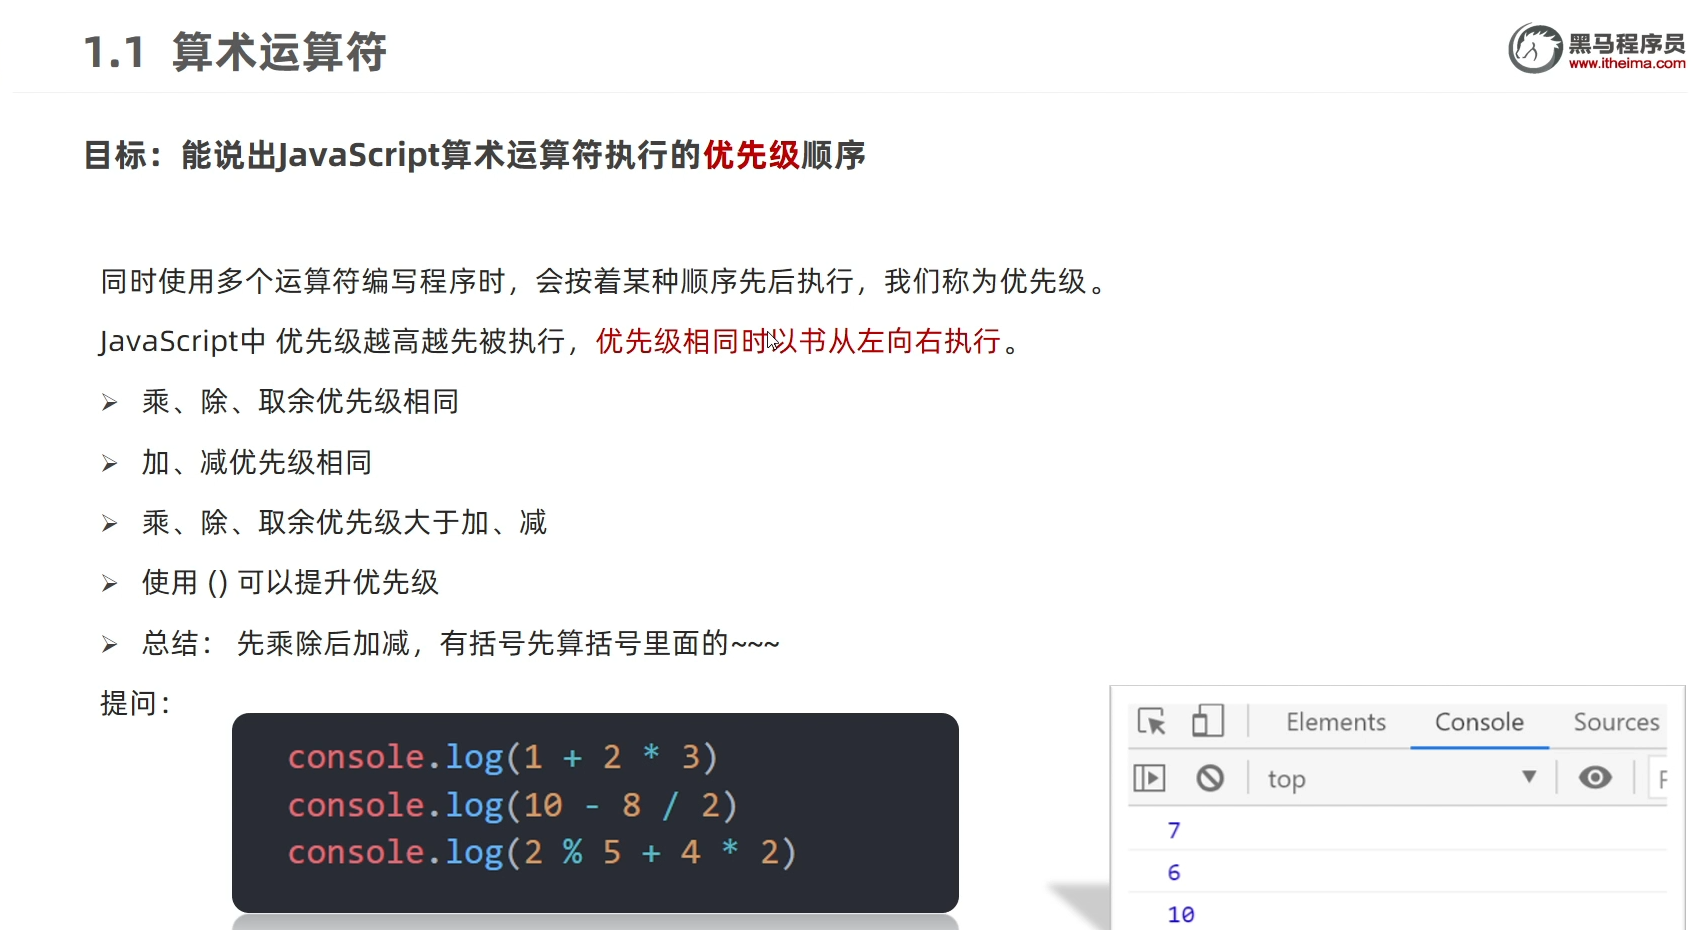 1.1 算术运算符
黑马程序员
www.itheima.com
目标：能说出JavaScript算术运算符执行的优先级顺序
同时使用多个运算符编写程序时，会按着某种顺序先后执行，我们称为优先级。
JavaScript中 优先级越高越先被执行，优先级相同时以书从左向右执行。
➢ 乘、除、取余优先级相同
➢ 加、减优先级相同
➢ 乘、除、取余优先级大于加、减
➢ 使用 () 可以提升优先级
➢ 总结： 先乘除后加减，有括号先算括号里面的~~~
提问：
console.log(1 + 2 * 3)
console.log(10 - 8 / 2)
console.log(2 % 5 + 4 * 2)
Elements Console Sources
top
7
6
10